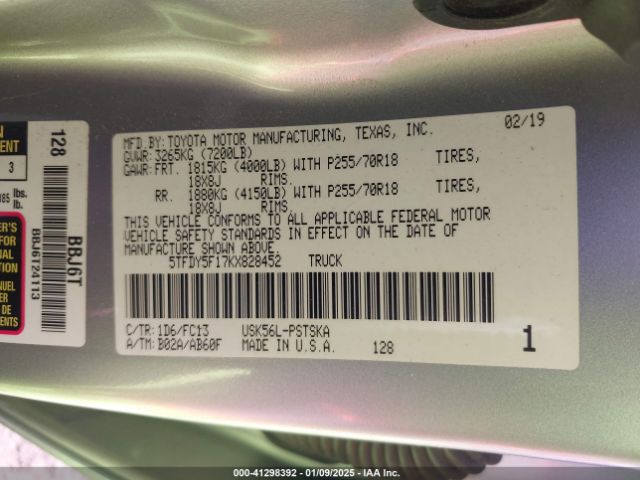 MFD.BY:TOYOTA MOTOR MANUFACTURING, TEXAS, INC. 02/19
GVWR:3265KG (7200LB)
GAWR:FRT. 1815KG (4000LB) WITH P255/70R18 TIRES,
18X8J RIMS.
RR. 1880KG (4150LB) WITH P255/70R18 TIRES,
18X8J RIMS.
THIS VEHICLE CONFORMS TO ALL APPLICABLE FEDERAL MOTOR
VEHICLE SAFETY STANDARDS IN EFFECT ON THE DATE OF
MANUFACTURE SHOWN ABOVE.
5TFDY5F17KX828452 TRUCK
C/TR:1D6/FC13 USK56L-PSTSKA
A/TM:B02A/AB60F MADE IN U.S.A. 128
1
128
BBJ6T
BBJ6T24113
3
lbs.
lb.
FOR
000-41298392 - 01/09/2025 - IAA Inc.